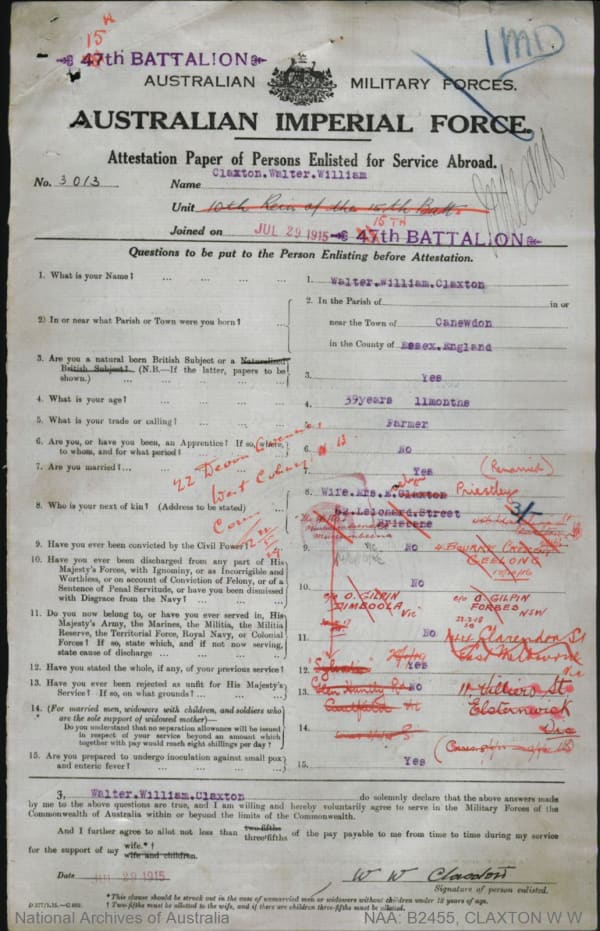 15
47th BATTALION
1 MD
AUSTRALIAN MILITARY FORCES.
AUSTRALIAN IMPERIAL FORCE.
Attestation Paper of Persons Enlisted for Service Abroad.
No. 3013 Name Claxton.Walter.William
Unit 10th Rein of the 15th Batt.
15TH
Joined on JUL 29 1915 47th BATTALION
Questions to be put to the Person Enlisting before Attestation.
1. What is your Name? ... 1. Walter.William.Claxton
2. In the Parish of in or
2) In or near what Parish or Town were you born? ... near the Town of Canewdon
in the County of Essex.England
3. Are you a natural born British Subject or a Naturalized
British Subject? (N.B.—If the latter, papers to be
shown.) ... 3. Yes
4. What is your age? ... 4. 39years 11months
5. What is your trade or calling? ... 5. Farmer
6. Are you, or have you been, an Apprentice? If so, where,
to whom, and for what period? ... 6. No
7. Are you married? ... 7. Yes (Remarried)
8. Who is your next of kin? (Address to be stated) 8. Wife.Mrs.E.Claxton Priestley
22 Devon
West Coburg N 13
Street
Brisbane
9. Have you been convicted by the Civil Power? ... 9. No
GEELONG
10. Have you ever been discharged from any part of His
Majesty's Forces, with Ignominy, or as Incorrigible and
Worthless, or on account of Conviction of Felony, or of a
Sentence of Penal Servitude, or have you been dismissed
with Disgrace from the Navy? ... 10. No
c/o O. GILPIN
DIMBOOLA Vic
c/o O. GILPIN
FORBES
NSW
11. Do you now belong to, or have you ever served in, His
Majesty's Army, the Marines, the Militia, the Militia
Reserve, the Territorial Force, Royal Navy, or Colonial
Forces? If so, state which, and if not now serving,
state cause of discharge ... 11. No
Clarendon St
East Melbourne
12. Have you stated the whole, if any, of your previous service? 12. Yes
13. Have you ever been rejected as unfit for His Majesty's
Service? If so, on what grounds? ... 13. No
Glen Huntly Rd
Caulfield
11 Villiers St
Elsternwick
Vic
14. (For married men, widowers with children, and soldiers who
are the sole support of widowed mother)—
Do you understand that no separation allowance will be issued
in respect of your service beyond an amount which
together with pay would reach eight shillings per day? 14.
15. Are you prepared to undergo inoculation against small pox
and enteric fever? ... 15. Yes
3, Walter.William.Claxton do solemnly declare that the above answers made
by me to the above questions are true, and I am willing and hereby voluntarily agree to serve in the Military Forces of the
Commonwealth of Australia within or beyond the limits of the Commonwealth.
And I further agree to allot not less than two-fifths three-fifths of the pay payable to me from time to time during my service
for the support of my wife.*†
wife and children.
Date JUL 29 1915 W W Claxton
Signature of person enlisted.
* This clause should be struck out in the case of unmarried men or widowers without children under 18 years of age.
† Two-fifths must be allotted to the wife, and if there are children three-fifths must be allotted.
National Archives of Australia NAA: B2455, CLAXTON W W